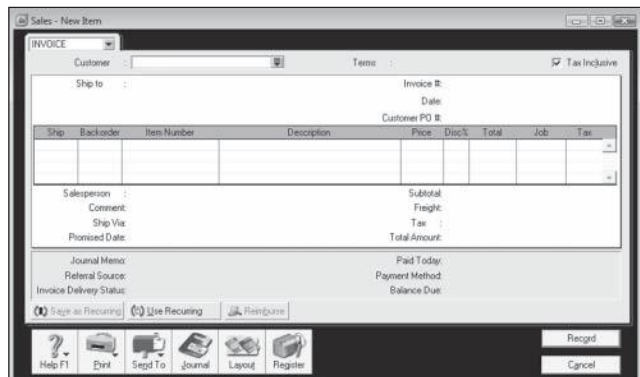 Sales - New Item
INVOICE
Customer : Terms : Tax Inclusive
Ship to : Invoice #:
Date:
Customer PO #:
Ship Backorder Item Number Description Price Disc% Total Job Tax
Salesperson : Subtotal:
Comment: Freight:
Ship Via: Tax :
Promised Date: Total Amount:
Journal Memo: Paid Today:
Referral Source: Payment Method:
Invoice Delivery Status: Balance Due:
Save as Recurring Use Recurring Reimburse
Help F1 Print Send To Journal Layout Register
Record
Cancel